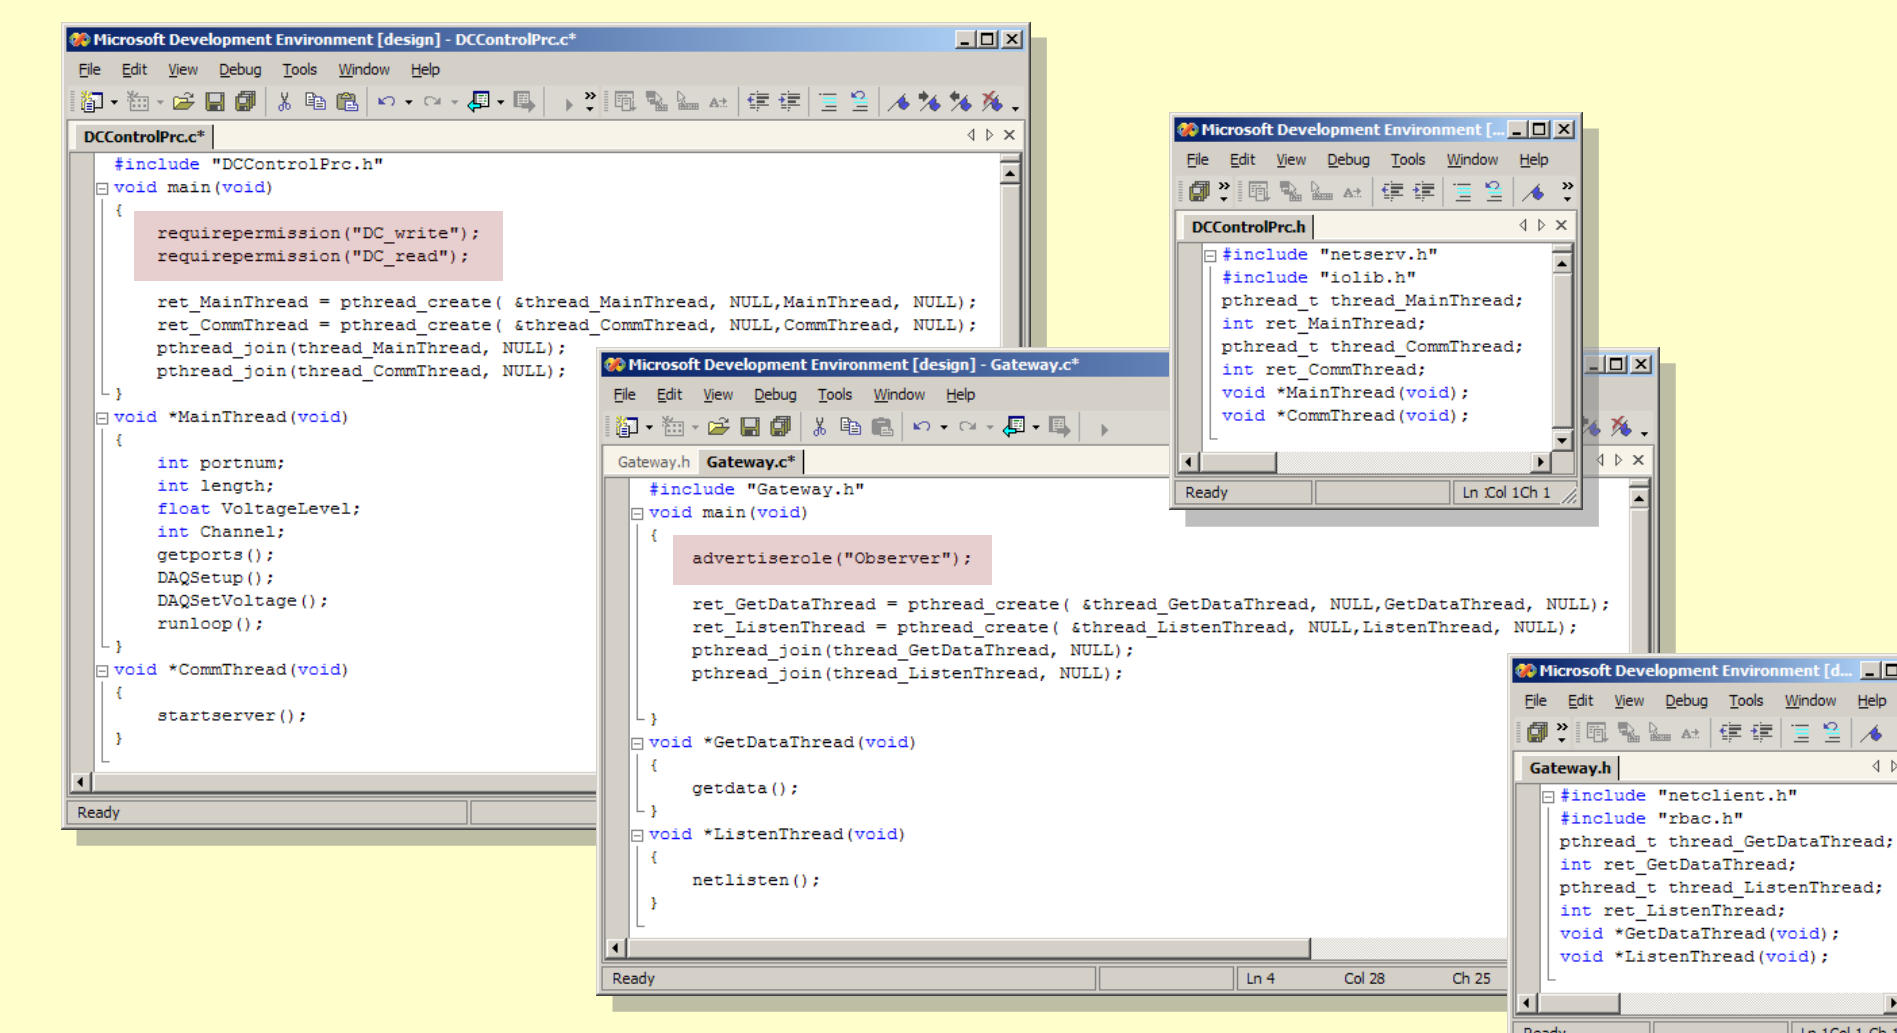 Microsoft Development Environment [design] - DCControlPrc.c*
File Edit View Debug Tools Window Help
DCControlPrc.c*
#include "DCControlPrc.h"
void main(void)
{
requirepermission("DC_write");
requirepermission("DC_read");
ret_MainThread = pthread_create( &thread_MainThread, NULL,MainThread, NULL);
ret_CommThread = pthread_create( &thread_CommThread, NULL,CommThread, NULL);
pthread_join(thread_MainThread, NULL);
pthread_join(thread_CommThread, NULL);
}
void *MainThread(void)
{
int portnum;
int length;
float VoltageLevel;
int Channel;
getports();
DAQSetup();
DAQSetVoltage();
runloop();
}
void *CommThread(void)
{
startserver();
}
Ready
Microsoft Development Environment [...
File Edit View Debug Tools Window Help
DCControlPrc.h
#include "netserv.h"
#include "iolib.h"
pthread_t thread_MainThread;
int ret_MainThread;
pthread_t thread_CommThread;
int ret_CommThread;
void *MainThread(void);
void *CommThread(void);
Ready Ln Col 1 Ch 1
Microsoft Development Environment [design] - Gateway.c*
File Edit View Debug Tools Window Help
Gateway.h Gateway.c*
#include "Gateway.h"
void main(void)
{
advertiserole("Observer");
ret_GetDataThread = pthread_create( &thread_GetDataThread, NULL,GetDataThread, NULL);
ret_ListenThread = pthread_create( &thread_ListenThread, NULL,ListenThread, NULL);
pthread_join(thread_GetDataThread, NULL);
pthread_join(thread_ListenThread, NULL);
}
void *GetDataThread(void)
{
getdata();
}
void *ListenThread(void)
{
netlisten();
}
Ready Ln 4 Col 28 Ch 25
Microsoft Development Environment [d...
File Edit View Debug Tools Window Help
Gateway.h
#include "netclient.h"
#include "rbac.h"
pthread_t thread_GetDataThread;
int ret_GetDataThread;
pthread_t thread_ListenThread;
int ret_ListenThread;
void *GetDataThread(void);
void *ListenThread(void);
Ready Ln 1 Col 1 Ch